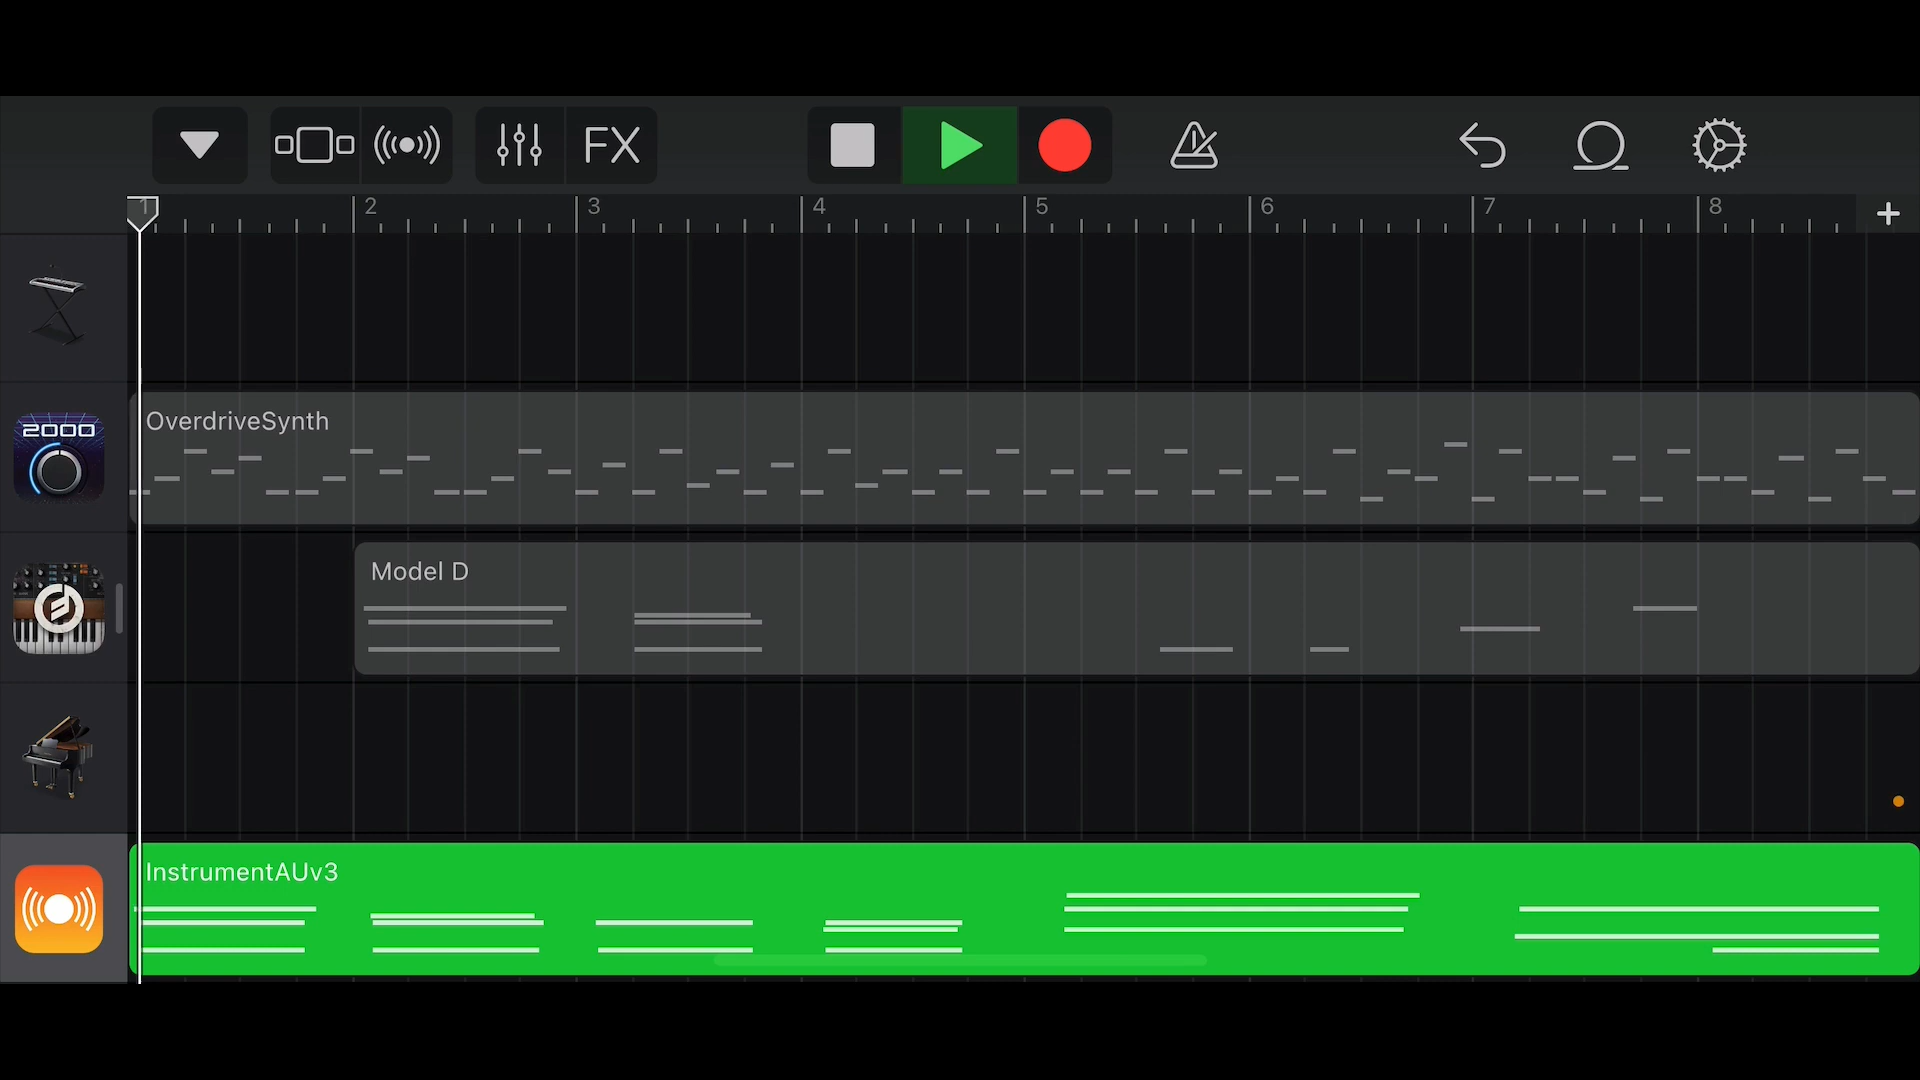 FX
1 2 3 4 5 6 7 8
OverdriveSynth
2000
Model D
InstrumentAUv3